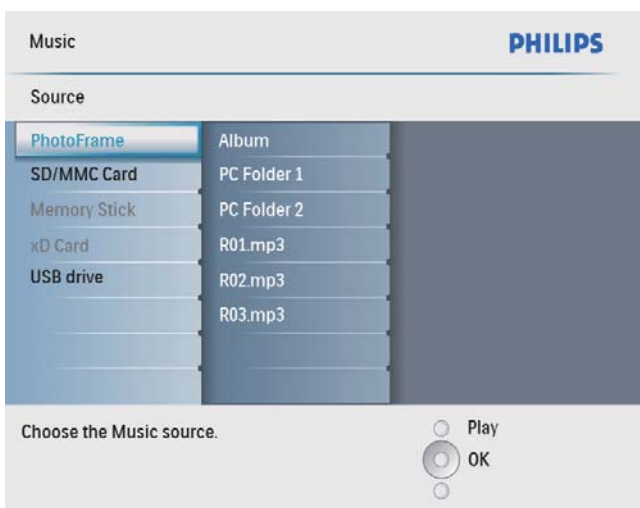 Music
PHILIPS
Source
PhotoFrame
SD/MMC Card
Memory Stick
xD Card
USB drive
Album
PC Folder 1
PC Folder 2
R01.mp3
R02.mp3
R03.mp3
Choose the Music source.
Play
OK